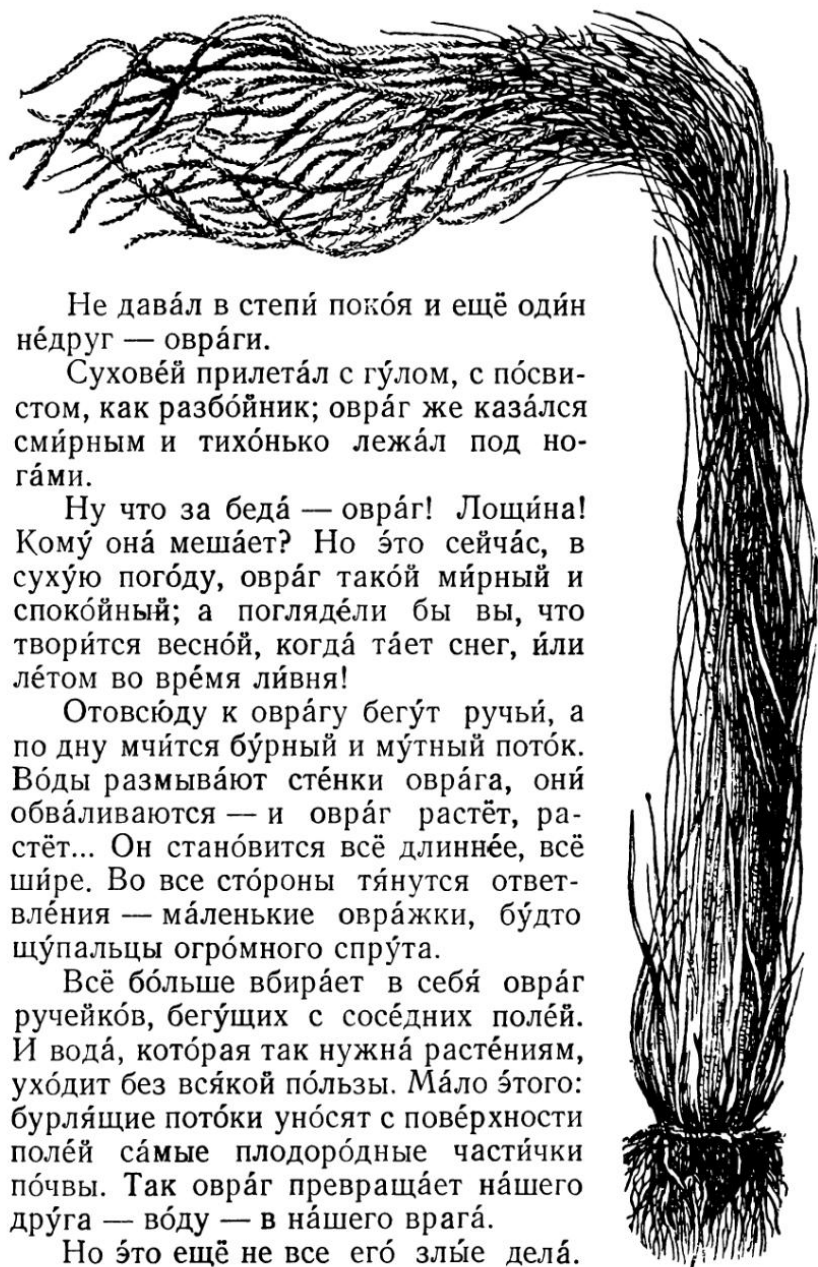 Не дава́л в степи́ поко́я и ещё оди́н
не́друг — овра́ги.
Сухове́й прилета́л с гу́лом, с по́сви-
стом, как разбо́йник; овра́г же каза́лся
сми́рным и тихо́нько лежа́л под но-
га́ми.
Ну что за беда́ — овра́г! Лощи́на!
Кому́ она́ меша́ет? Но э́то сейча́с, в
суху́ю пого́ду, овра́г тако́й ми́рный и
споко́йный; а погляде́ли бы вы, что
твори́тся весно́й, когда́ та́ет снег, и́ли
ле́том во вре́мя ли́вня!
Отовсю́ду к овра́гу бегу́т ручьи́, а
по дну мчи́тся бу́рный и му́тный пото́к.
Во́ды размыва́ют сте́нки овра́га, они́
обва́ливаются — и овра́г растёт, ра-
стёт... Он стано́вится всё длинне́е, всё
ши́ре. Во все сто́роны тя́нутся ответ-
вле́ния — ма́ленькие овра́жки, бу́дто
щу́пальцы огро́много спру́та.
Всё бо́льше вбира́ет в себя́ овра́г
ручейко́в, бегу́щих с сосе́дних поле́й.
И вода́, кото́рая так нужна́ расте́ниям,
ухо́дит без вся́кой по́льзы. Ма́ло э́того:
бурля́щие пото́ки уно́сят с пове́рхности
поле́й са́мые плодоро́дные части́чки
по́чвы. Так овра́г превраща́ет на́шего
дру́га — во́ду — в на́шего врага́.
Но э́то ещё не все его́ злы́е дела́.